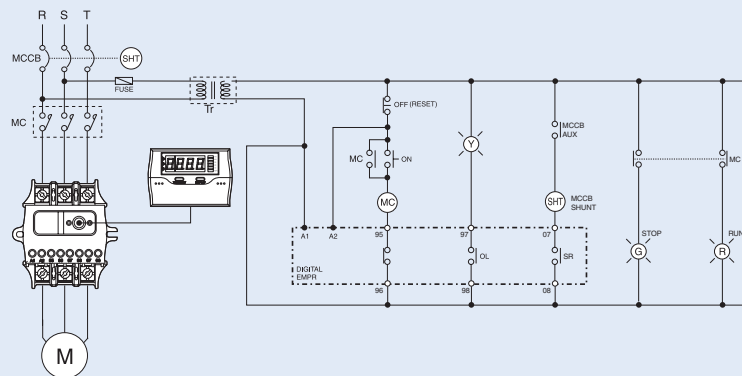 R S T
MCCB
SHT
FUSE
Tr
OFF (RESET)
MCCB
AUX
MC
Y
MC
ON
MC
MC
SHT
MCCB
SHUNT
A1
A2
95
97
07
STOP
RUN
OL
SR
G
R
DIGITAL
EMPR
96
98
08
M